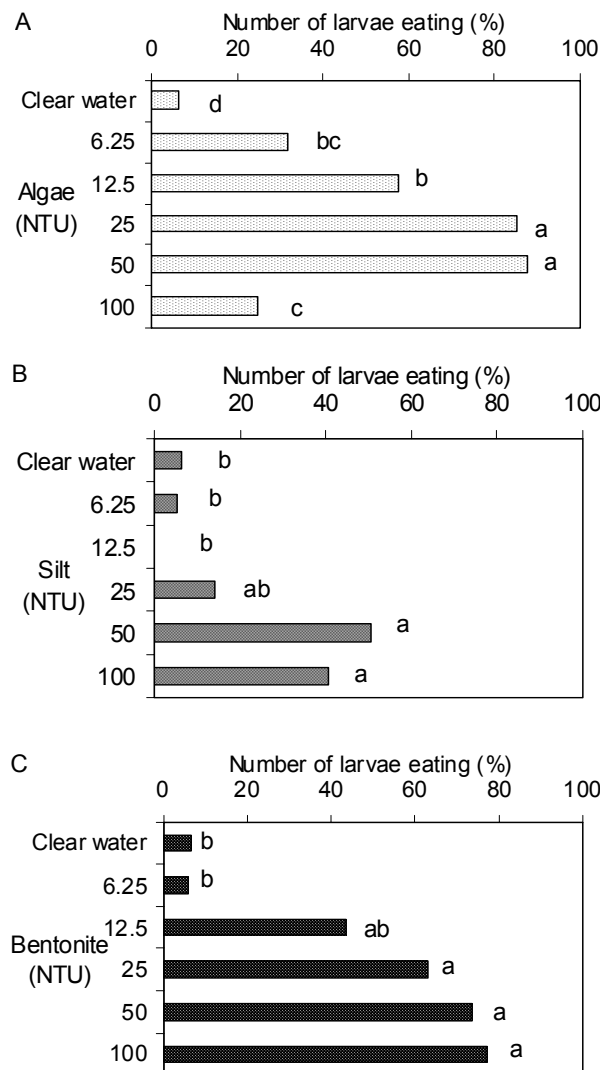 A
Number of larvae eating (%)
0 20 40 60 80 100
Clear water d
6.25 bc
12.5 b
Algae
(NTU)
25 a
50 a
100 c
B
Number of larvae eating (%)
0 20 40 60 80 100
Clear water b
6.25 b
12.5 b
Silt
(NTU)
25 ab
50 a
100 a
C
Number of larvae eating (%)
0 20 40 60 80 100
Clear water b
6.25 b
12.5 ab
Bentonite
(NTU)
25 a
50 a
100 a